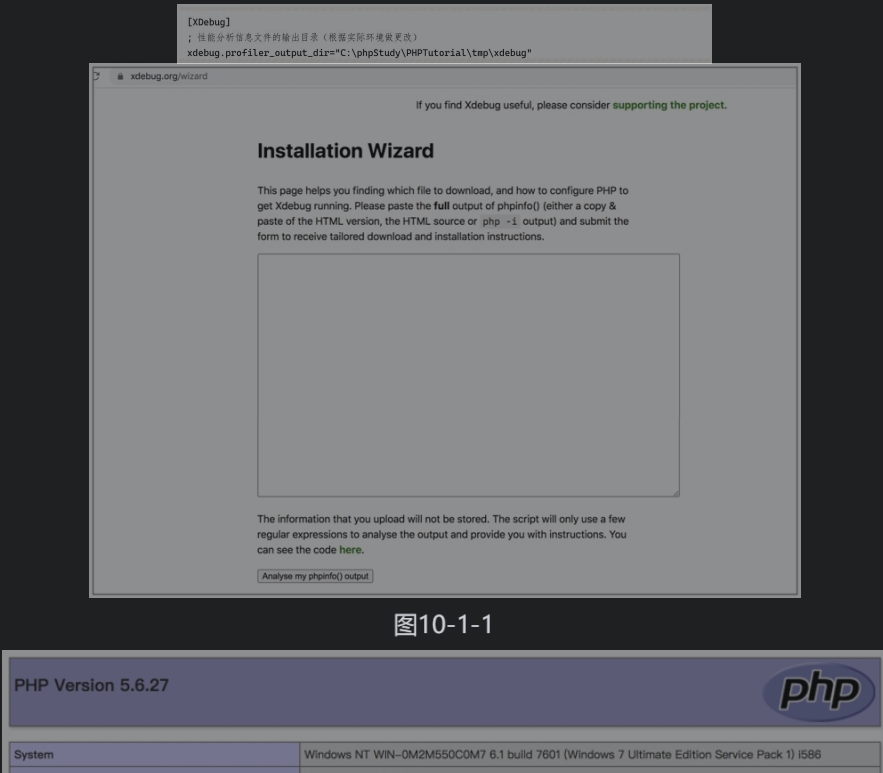 [XDebug]
; 性能分析信息文件的输出目录（根据实际环境做更改）
xdebug.profiler_output_dir="C:\phpStudy\PHPTutorial\tmp\xdebug"
xdebug.org/wizard
If you find Xdebug useful, please consider supporting the project.
Installation Wizard
This page helps you finding which file to download, and how to configure PHP to
get Xdebug running. Please paste the full output of phpinfo() (either a copy &
paste of the HTML version, the HTML source or php -i output) and submit the
form to receive tailored download and installation instructions.
The information that you upload will not be stored. The script will only use a few
regular expressions to analyse the output and provide you with instructions. You
can see the code here.
Analyse my phpinfo() output
图10-1-1
PHP Version 5.6.27
php
System
Windows NT WIN-0M2M550C0M7 6.1 build 7601 (Windows 7 Ultimate Edition Service Pack 1) i586